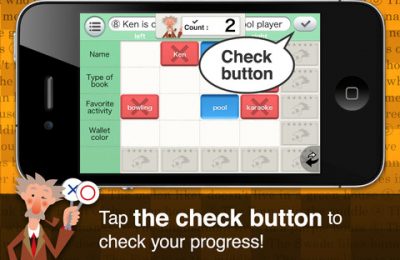 ⑧ Ken is
ool player
Count :
2
left
Name
Ken
Check
button
Type of
book
Favorite
activity
bowling
pool
karaoke
Wallet
color
Tap the check button to
check your progress!